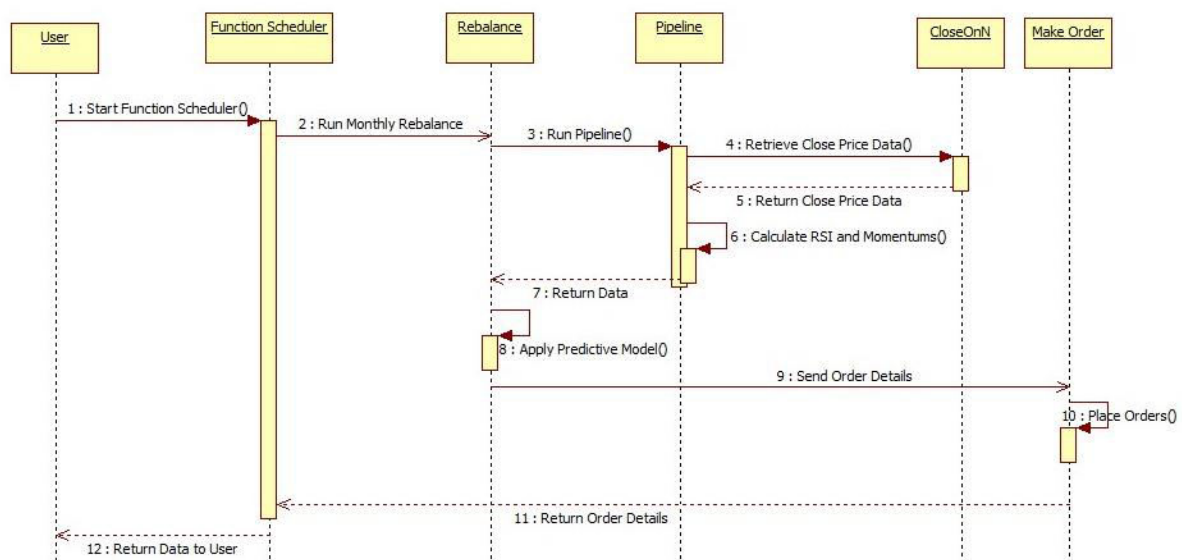 User
Function Scheduler
Rebalance
Pipeline
CloseOnN
Make Order
1 : Start Function Scheduler()
2 : Run Monthly Rebalance
3 : Run Pipeline()
4 : Retrieve Close Price Data()
5 : Return Close Price Data
6 : Calculate RSI and Momentums()
7 : Return Data
8 : Apply Predictive Model()
9 : Send Order Details
10 : Place Orders()
11 : Return Order Details
12 : Return Data to User